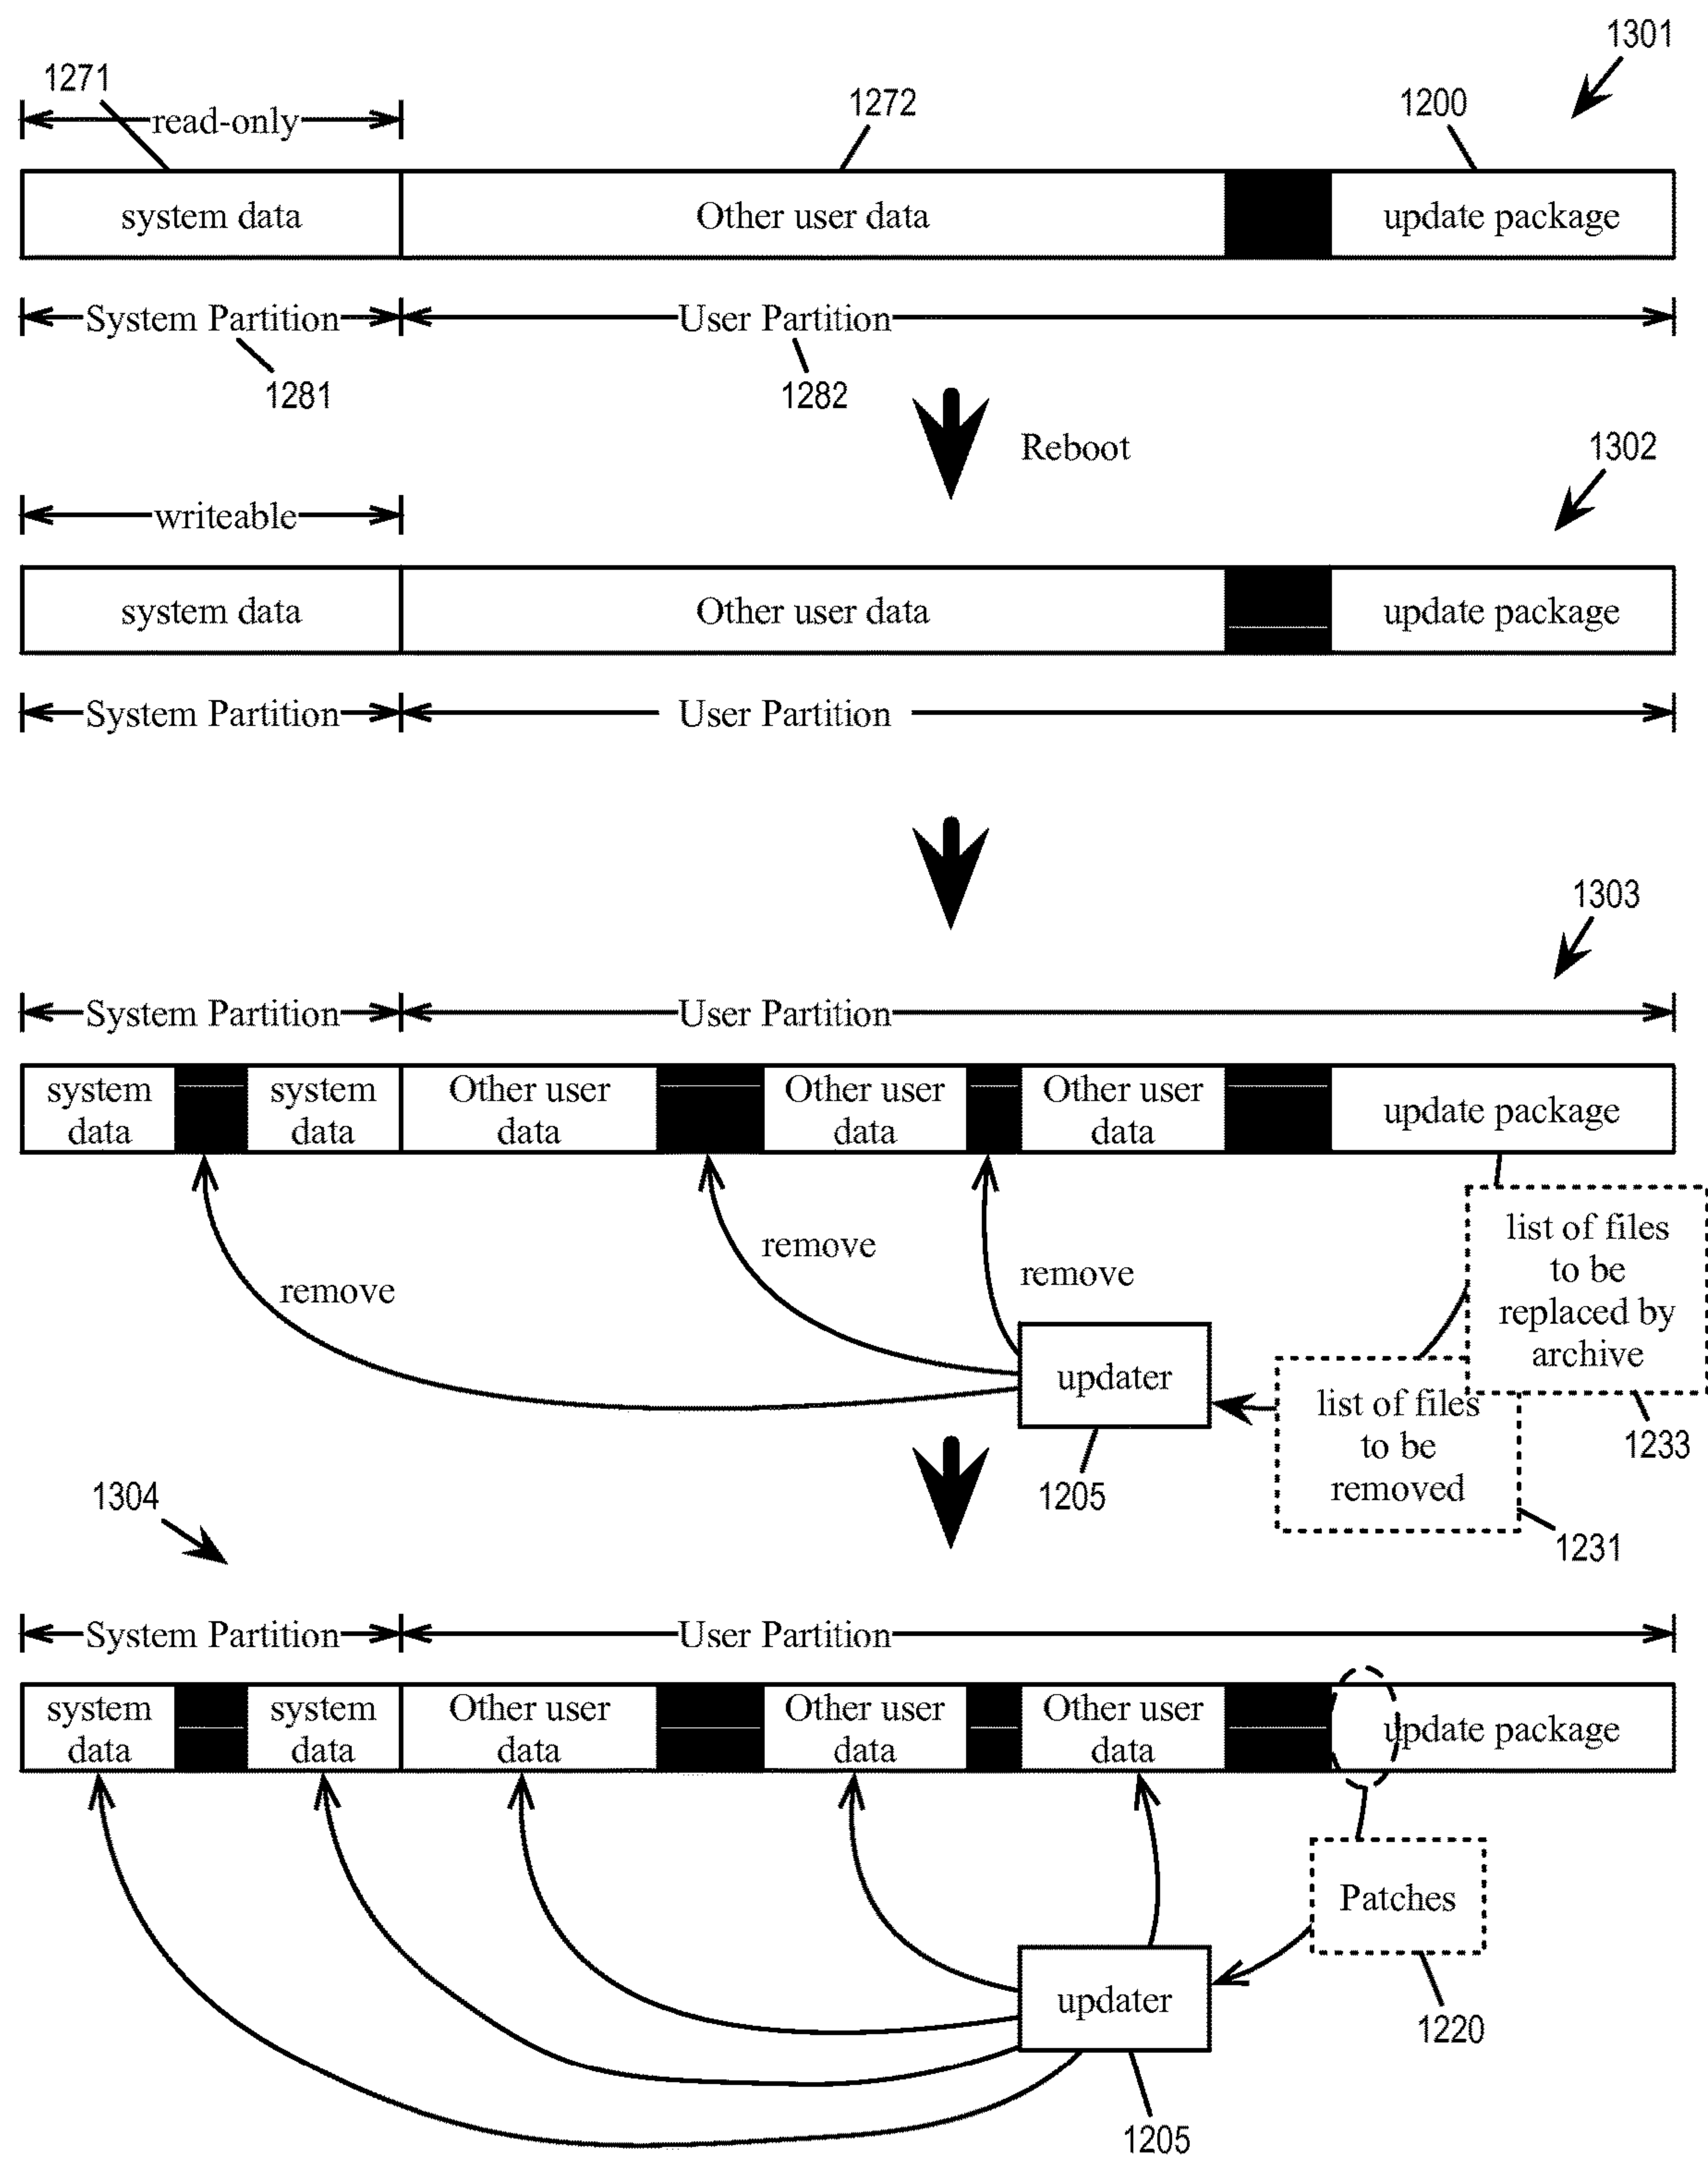 1301
1271
1272
1200
read-only
system data
Other user data
update package
System Partition
User Partition
1281
1282
Reboot
1302
writeable
system data
Other user data
update package
System Partition
User Partition
1303
System Partition
User Partition
system
data
system
data
Other user
data
Other user
data
Other user
data
update package
remove
remove
remove
list of files
to be
replaced by
archive
updater
list of files
to be
removed
1233
1205
1231
1304
System Partition
User Partition
system
data
system
data
Other user
data
Other user
data
Other user
data
update package
Patches
updater
1220
1205